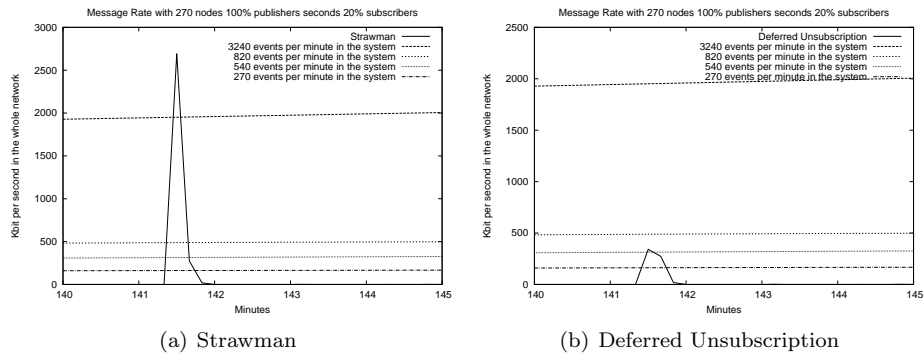 Message Rate with 270 nodes 100% publishers seconds 20% subscribers
Kbit per second in the whole network
3000
2500
2000
1500
1000
500
0
Strawman
3240 events per minute in the system
820 events per minute in the system
540 events per minute in the system
270 events per minute in the system
140
141
142
143
144
145
Minutes
(a) Strawman
Message Rate with 270 nodes 100% publishers seconds 20% subscribers
Kbit per second in the whole network
2500
2000
1500
1000
500
0
Deferred Unsubscription
3240 events per minute in the system
820 events per minute in the system
540 events per minute in the system
270 events per minute in the system
140
141
142
143
144
145
Minutes
(b) Deferred Unsubscription